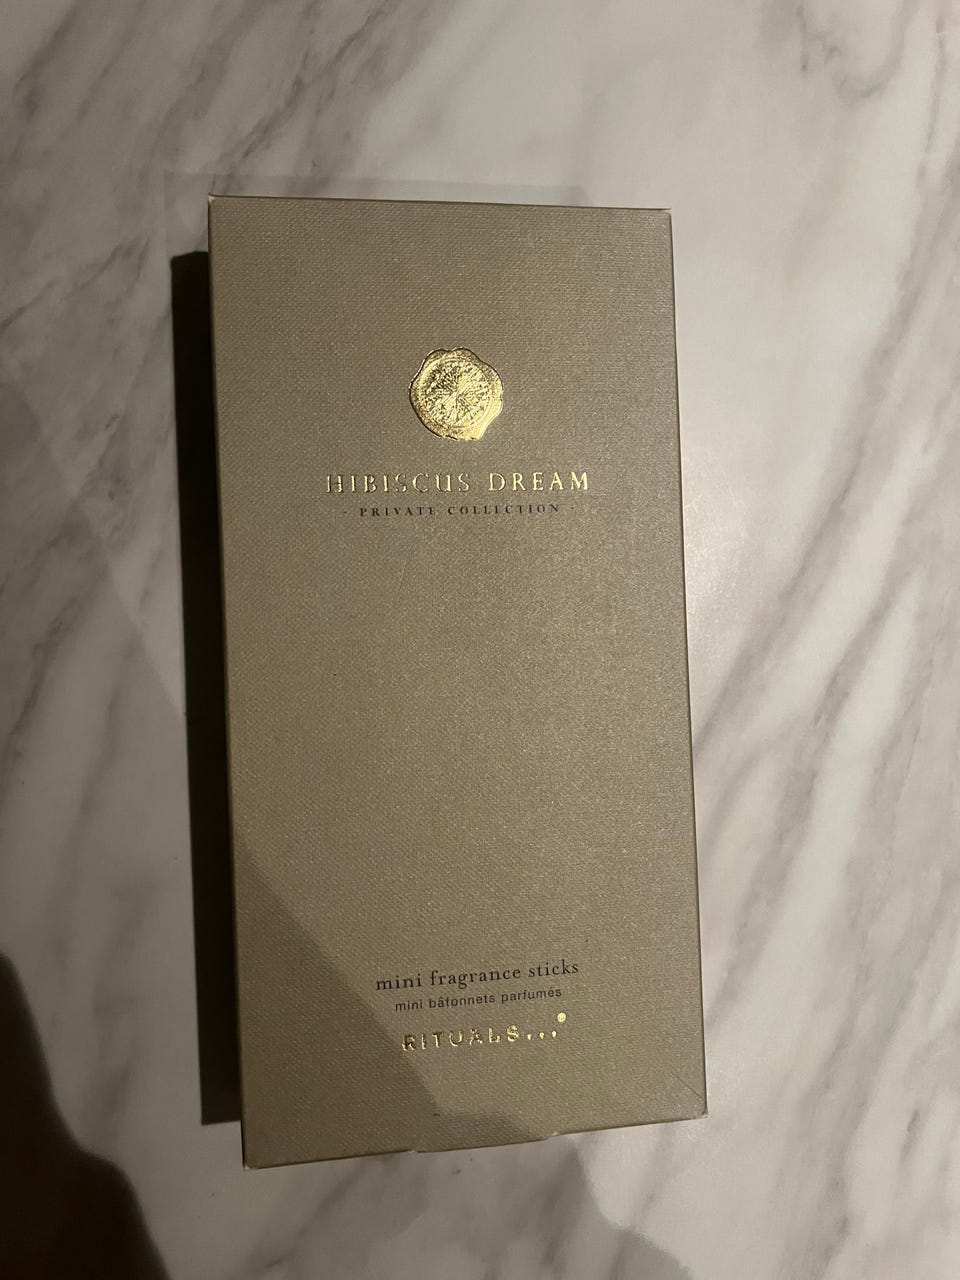 HIBISCUS DREAM
- PRIVATE COLLECTION -
mini fragrance sticks
mini bâtonnets parfumés
RITUALS...